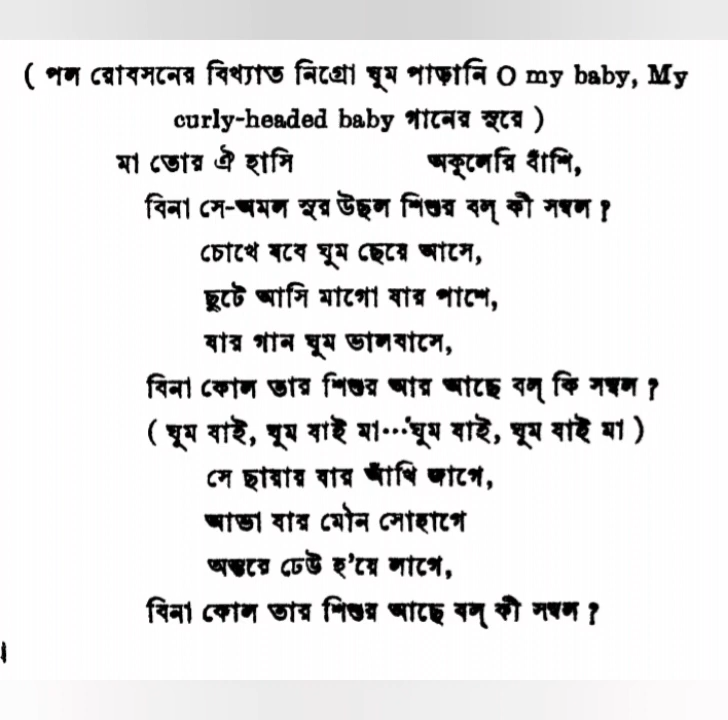 ( পল রোবসনের বিখ্যাত নিগ্রো ঘুম পাড়ানি O my baby, My
curly-headed baby গানের সুরে )
মা তোর ঐ হাসি অকূলেরি বাঁশি,
বিনা সে-অমল সুর উছল শিশুর বল্ কী সম্বল ?
চোখে যবে ঘুম ছেয়ে আসে,
ছুটে আসি মাগো যার পাশে,
যার গান ঘুম ভালবাসে,
বিনা কোল তার শিশুর আর আছে বল্ কি সম্বল ?
( ঘুম যাই, ঘুম যাই মা...ঘুম যাই, ঘুম যাই মা )
সে ছায়ায় যার আঁখি জাগে,
আভা যার মৌন সোহাগে
অন্তরে ঢেউ হ'য়ে লাগে,
বিনা কোল তার শিশুর আছে বল্ কী সম্বল ?